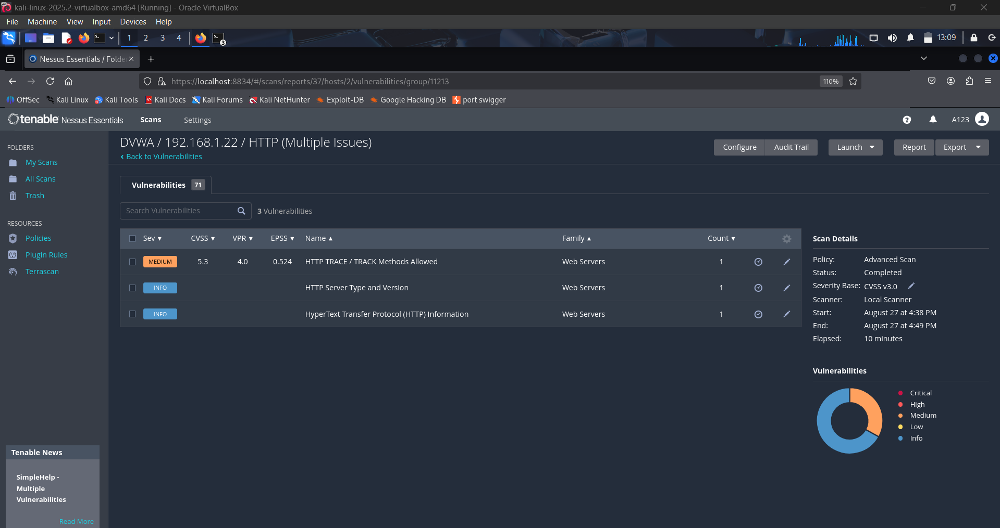 kali-linux-2025.2-virtualbox-amd64 [Running] - Oracle VirtualBox
File Machine View Input Devices Help
1 2 3 4 3 13:09
Nessus Essentials / Folde
https://localhost:8834/#/scans/reports/37/hosts/2/vulnerabilities/group/11213 110%
OffSec Kali Linux Kali Tools Kali Docs Kali Forums Kali NetHunter Exploit-DB Google Hacking DB port swigger
tenable Nessus Essentials Scans Settings A123
FOLDERS
My Scans
All Scans
Trash
RESOURCES
Policies
Plugin Rules
Terrascan
Tenable News
SimpleHelp -
Multiple
Vulnerabilities
Read More
DVWA / 192.168.1.22 / HTTP (Multiple Issues)
Back to Vulnerabilities
Configure Audit Trail Launch Report Export
Vulnerabilities 71
Search Vulnerabilities 3 Vulnerabilities
Sev CVSS VPR EPSS Name Family Count
MEDIUM 5.3 4.0 0.524 HTTP TRACE / TRACK Methods Allowed Web Servers 1
INFO HTTP Server Type and Version Web Servers 1
INFO HyperText Transfer Protocol (HTTP) Information Web Servers 1
Scan Details
Policy: Advanced Scan
Status: Completed
Severity Base: CVSS v3.0
Scanner: Local Scanner
Start: August 27 at 4:38 PM
End: August 27 at 4:49 PM
Elapsed: 10 minutes
Vulnerabilities
Critical
High
Medium
Low
Info